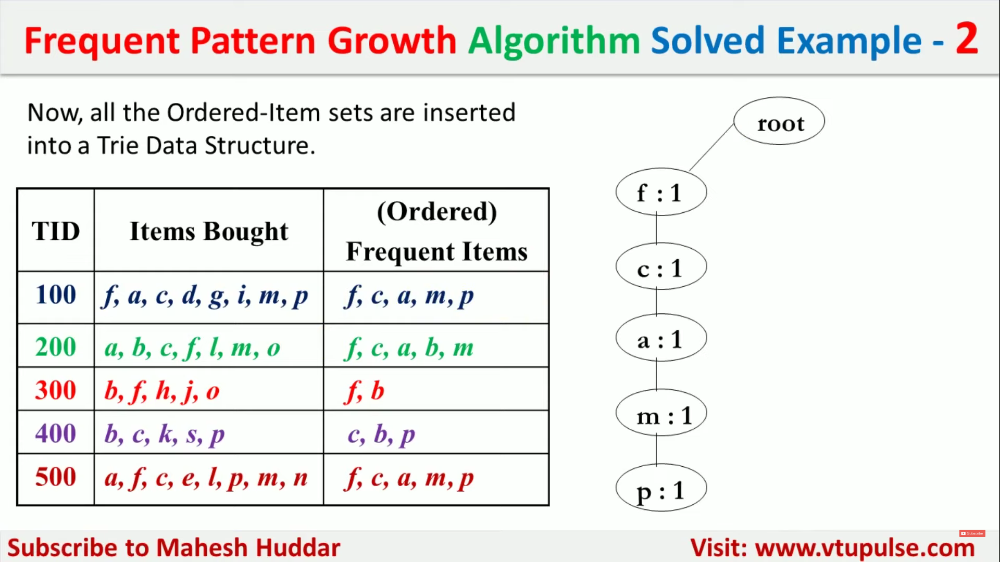 Frequent Pattern Growth Algorithm Solved Example - 2
Now, all the Ordered-Item sets are inserted
into a Trie Data Structure.
TID Items Bought (Ordered) Frequent Items
100 f, a, c, d, g, i, m, p f, c, a, m, p
200 a, b, c, f, l, m, o f, c, a, b, m
300 b, f, h, j, o f, b
400 b, c, k, s, p c, b, p
500 a, f, c, e, l, p, m, n f, c, a, m, p
root
f : 1
c : 1
a : 1
m : 1
p : 1
Subscribe
Subscribe to Mahesh Huddar
Visit: www.vtupulse.com